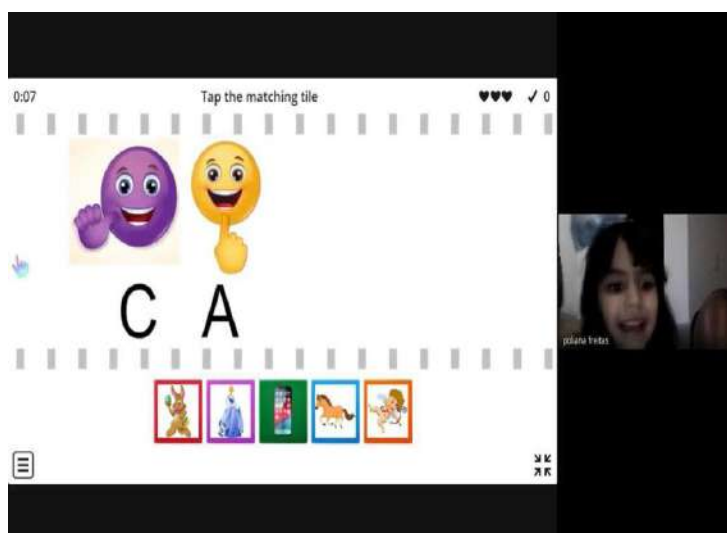 0:07 Tap the matching tile ♥♥♥ ✓ 0
C A
poliana freitas